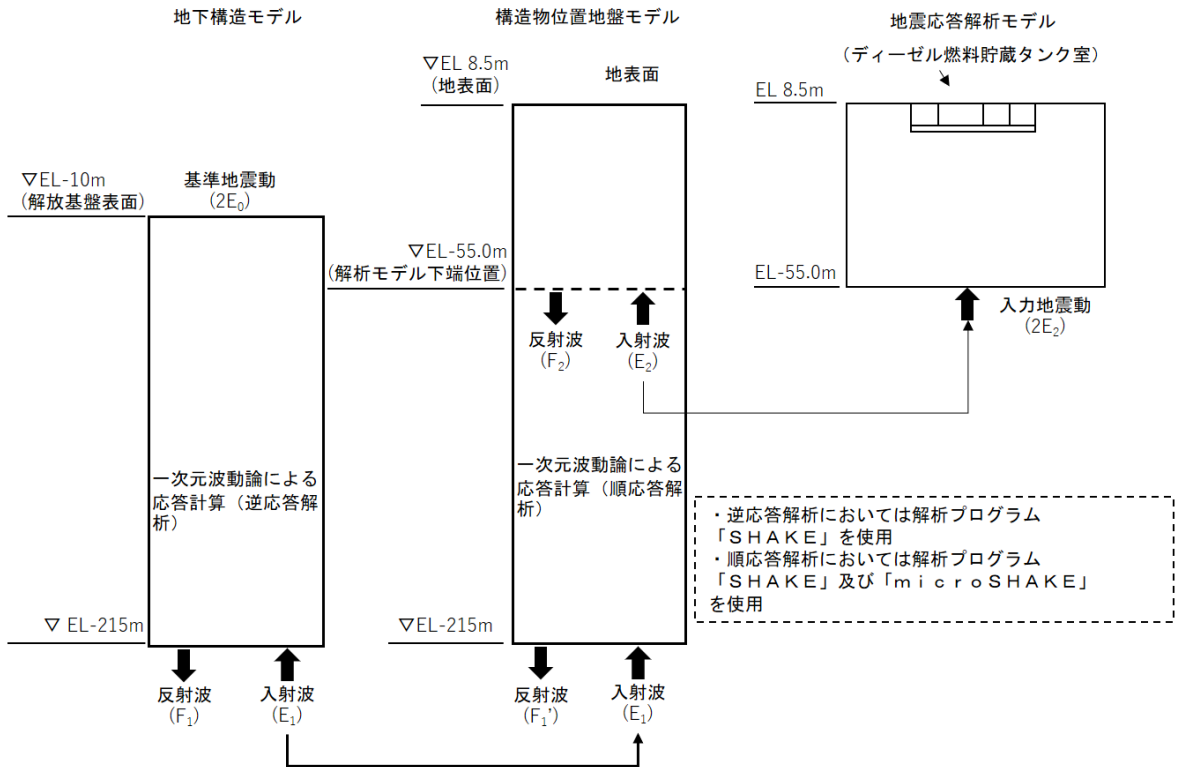 地下構造モデル
▽EL-10m
(解放基盤表面)
基準地震動
(2E₀)
一次元波動論による
応答計算（逆応答解
析）
▽ EL-215m
反射波
(F₁)
入射波
(E₁)
構造物位置地盤モデル
▽EL 8.5m
(地表面)
地表面
▽EL-55.0m
(解析モデル下端位置)
反射波
(F₂)
入射波
(E₂)
一次元波動論による
応答計算（順応答解
析）
▽EL-215m
反射波
(F₁')
入射波
(E₁)
地震応答解析モデル
（ディーゼル燃料貯蔵タンク室）
EL 8.5m
EL-55.0m
入力地震動
(2E₂)
・逆応答解析においては解析プログラム
「ＳＨＡＫＥ」を使用
・順応答解析においては解析プログラム
「ＳＨＡＫＥ」及び「ｍｉｃｒｏＳＨＡＫＥ」
を使用